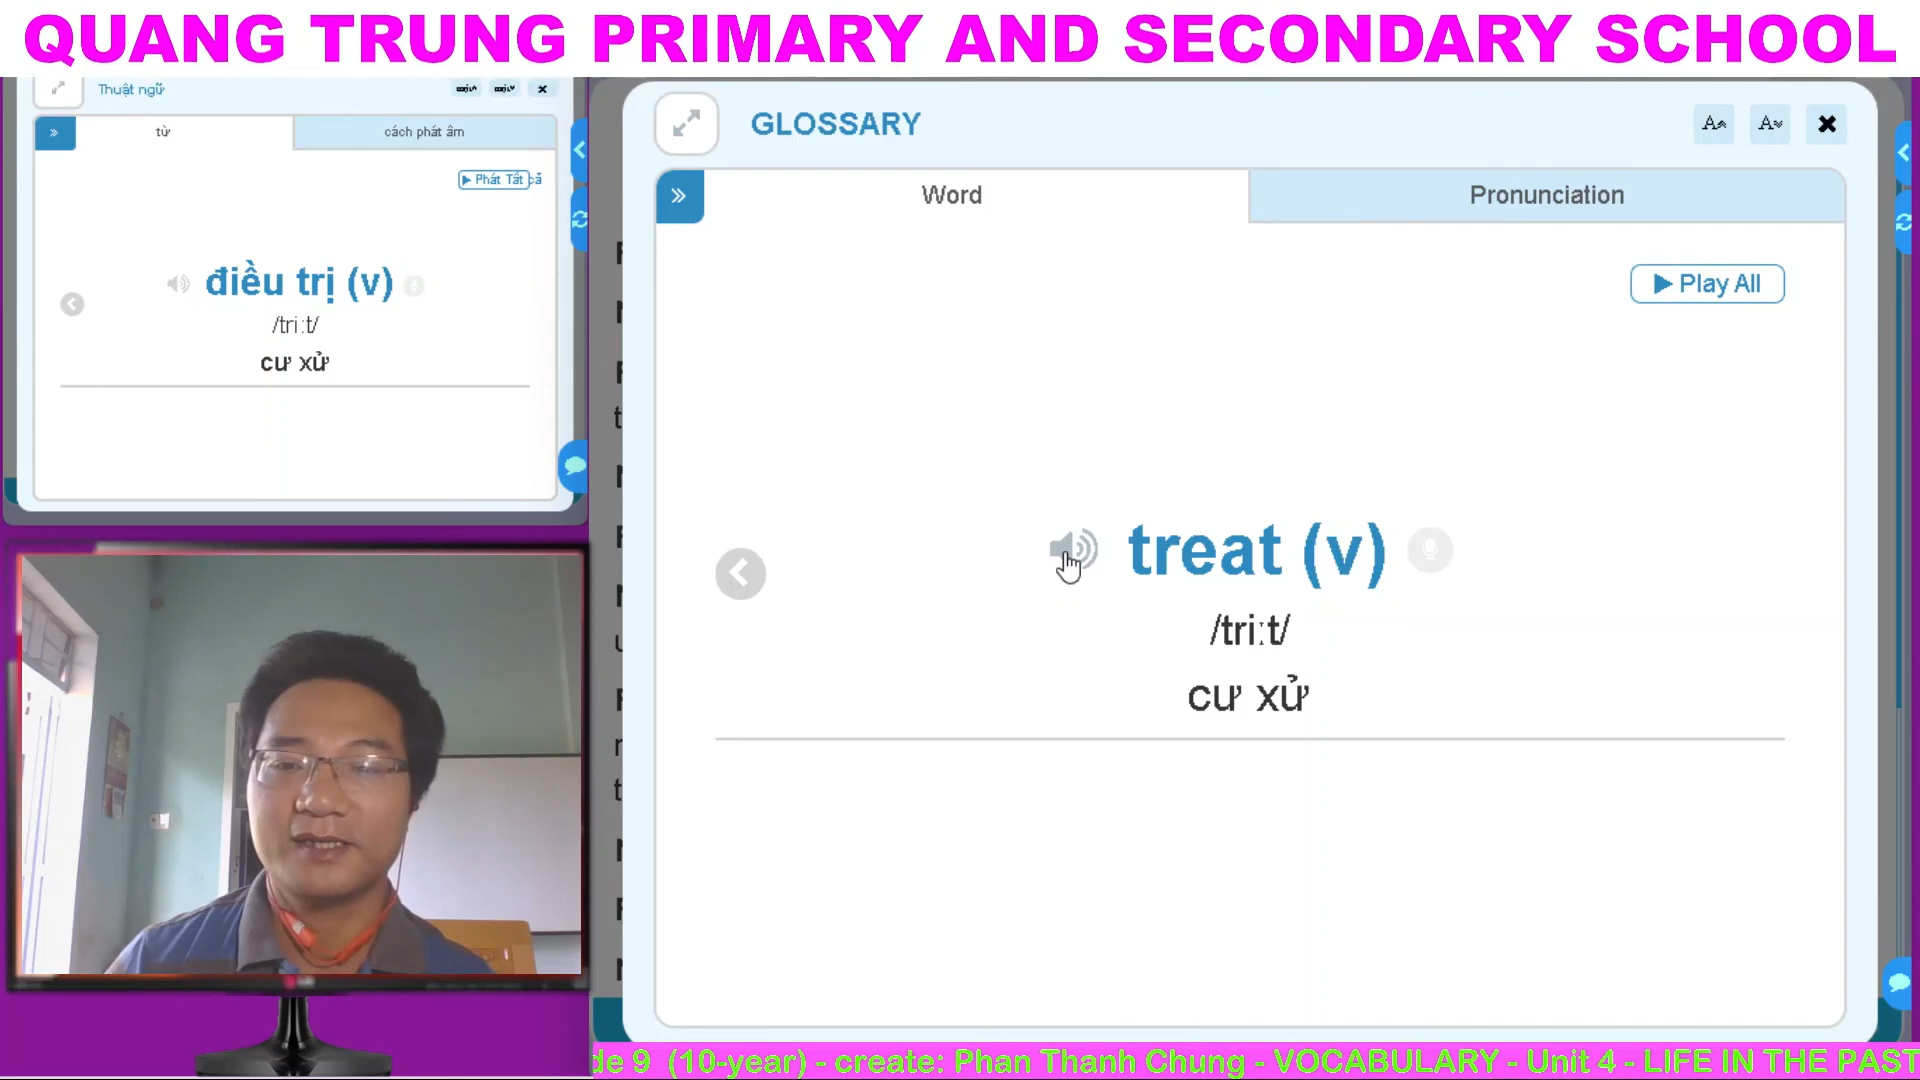 QUANG TRUNG PRIMARY AND SECONDARY SCHOOL
Thuật ngữ
từ
cách phát âm
Phát Tất cả
điều trị (v)
/triːt/
cư xử
GLOSSARY
Word
Pronunciation
Play All
treat (v)
/triːt/
cư xử
de 9 (10-year) - create: Phan Thanh Chung - VOCABULARY - Unit 4 - LIFE IN THE PAST